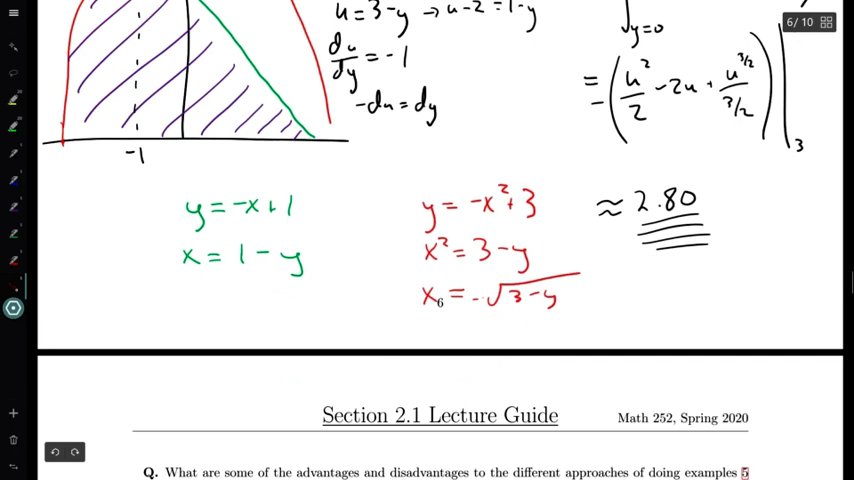 6/10
u = 3-y → u-2 = 1-y
du/dy = -1
-du = dy
∫y=0
= -(u²/2 - 2u + u^3/2 / 3/2)|3
-1
y = -x+1
x = 1-y
y = -x²+3
x² = 3-y
x = -√3-y
6
≈ 2.80
Section 2.1 Lecture Guide
Math 252, Spring 2020
Q. What are some of the advantages and disadvantages to the different approaches of doing examples 5